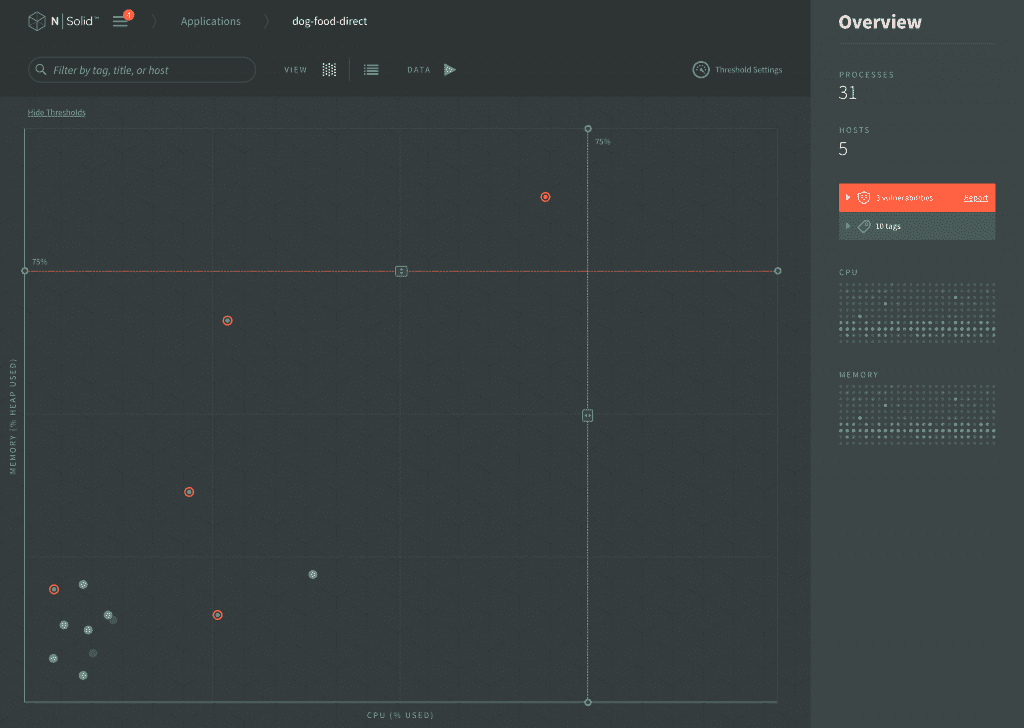 N|Solid™
1
Applications
dog-food-direct
Filter by tag, title, or host
VIEW
DATA
Threshold Settings
Hide Thresholds
75%
75%
MEMORY (% HEAP USED)
CPU (% USED)
Overview
PROCESSES
31
HOSTS
5
3 vulnerabilities
Report
10 tags
CPU
MEMORY